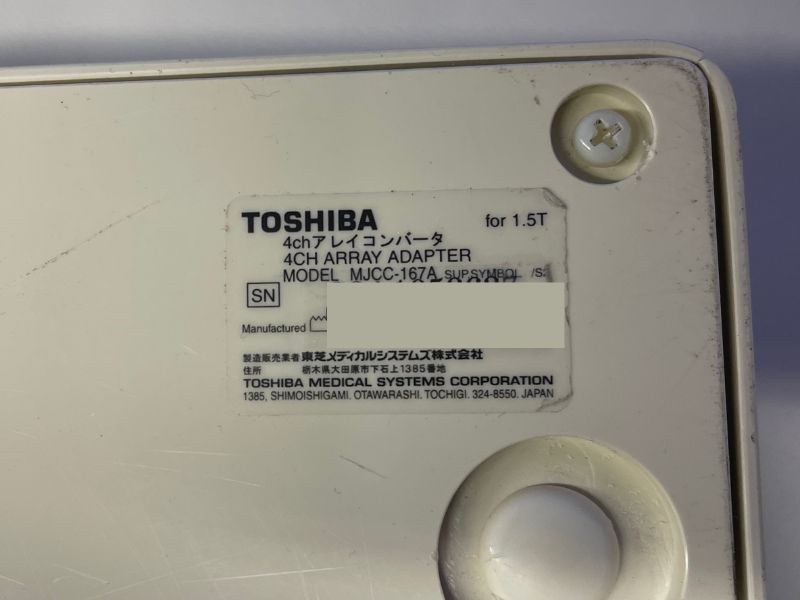 TOSHIBA for 1.5T
4chアレイコンバータ
4CH ARRAY ADAPTER
MODEL MJCC-167A SUP.SYMBOL /S2
SN
Manufactured
製造販売業者 東芝メディカルシステムズ株式会社
住所 栃木県大田原市下石上1385番地
TOSHIBA MEDICAL SYSTEMS CORPORATION
1385, SHIMOISHIGAMI. OTAWARASHI. TOCHIGI. 324-8550. JAPAN